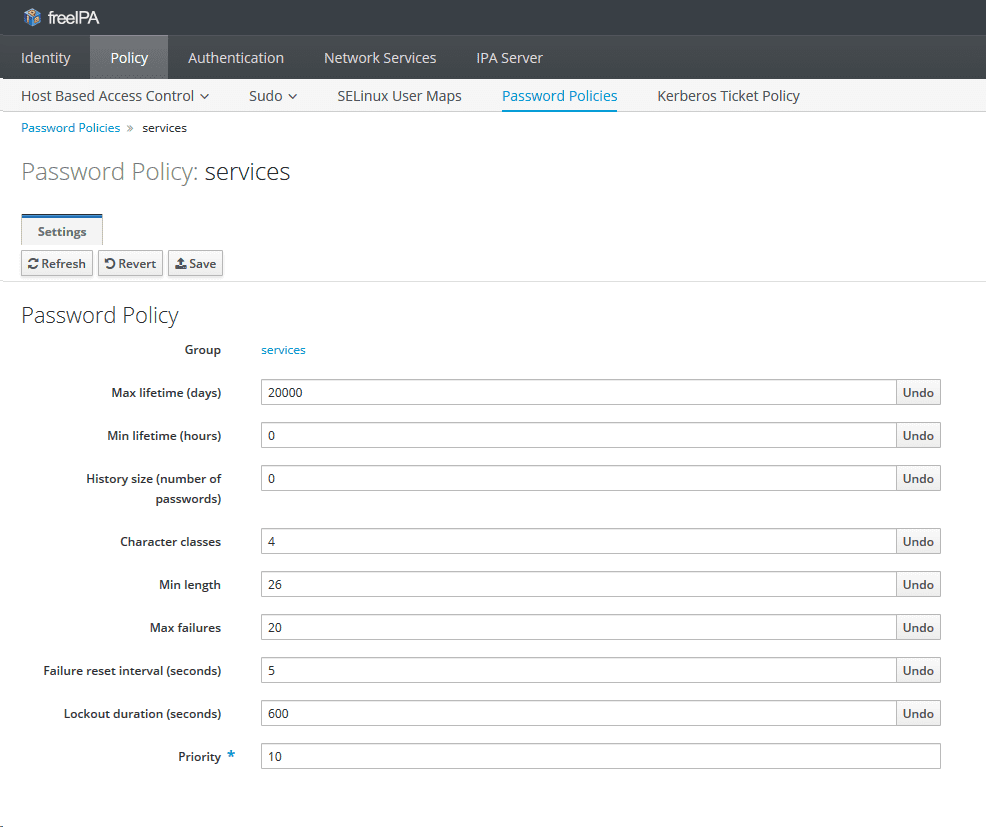 freeIPA
Identity Policy Authentication Network Services IPA Server
Host Based Access Control Sudo SELinux User Maps Password Policies Kerberos Ticket Policy
Password Policies » services
Password Policy: services
Settings
Refresh Revert Save
Password Policy
Group services
Max lifetime (days) 20000 Undo
Min lifetime (hours) 0 Undo
History size (number of passwords) 0 Undo
Character classes 4 Undo
Min length 26 Undo
Max failures 20 Undo
Failure reset interval (seconds) 5 Undo
Lockout duration (seconds) 600 Undo
Priority * 10